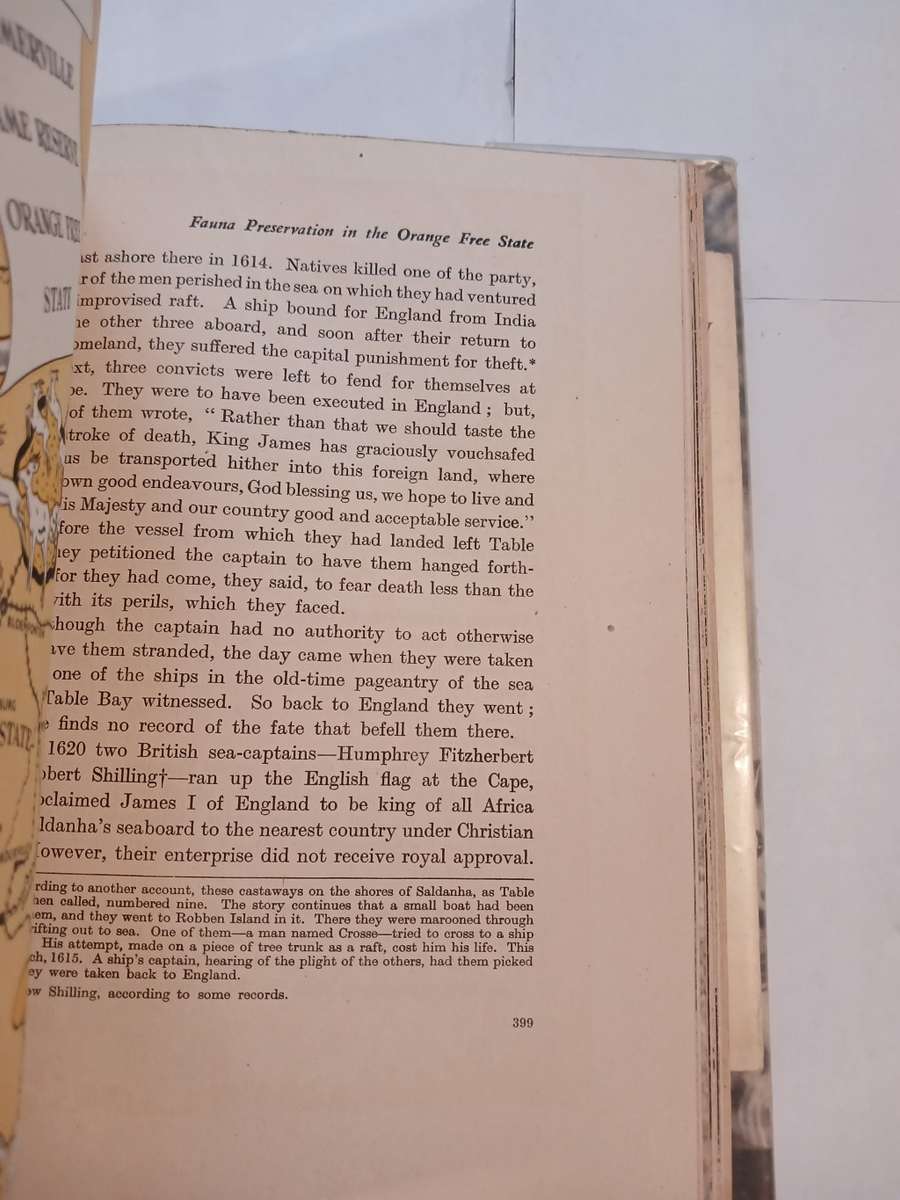 MERVILLE
AME RESERVE
ORANGE FREE
STATE
Fauna Preservation in the Orange Free State
ast ashore there in 1614. Natives killed one of the party,
r of the men perished in the sea on which they had ventured
improvised raft. A ship bound for England from India
he other three aboard, and soon after their return to
omeland, they suffered the capital punishment for theft.*
xt, three convicts were left to fend for themselves at
pe. They were to have been executed in England; but,
of them wrote, “ Rather than that we should taste the
troke of death, King James has graciously vouchsafed
us be transported hither into this foreign land, where
own good endeavours, God blessing us, we hope to live and
is Majesty and our country good and acceptable service.”
fore the vessel from which they had landed left Table
hey petitioned the captain to have them hanged forth-
for they had come, they said, to fear death less than the
with its perils, which they faced.
hough the captain had no authority to act otherwise
ave them stranded, the day came when they were taken
one of the ships in the old-time pageantry of the sea
Table Bay witnessed. So back to England they went;
e finds no record of the fate that befell them there.
1620 two British sea-captains—Humphrey Fitzherbert
obert Shilling†—ran up the English flag at the Cape,
oclaimed James I of England to be king of all Africa
ldanha's seaboard to the nearest country under Christian
However, their enterprise did not receive royal approval.
rding to another account, these castaways on the shores of Saldanha, as Table
hen called, numbered nine. The story continues that a small boat had been
em, and they went to Robben Island in it. There they were marooned through
rifting out to sea. One of them—a man named Crosse—tried to cross to a ship
His attempt, made on a piece of tree trunk as a raft, cost him his life. This
ch, 1615. A ship's captain, hearing of the plight of the others, had them picked
ey were taken back to England.
ew Shilling, according to some records.
399
STATE